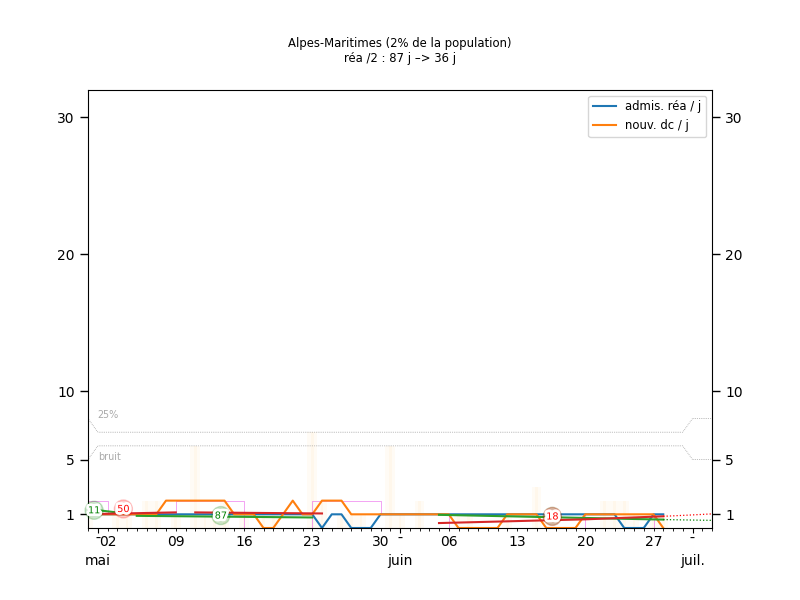 Alpes-Maritimes (2% de la population)
réa /2 : 87 j –> 36 j
admis. réa / j
nouv. dc / j
30 30
20 20
10 10
25%
bruit
5 5
1 1
11 50 87 18
02 09 16 23 30 - 06 13 20 27 -
mai juin juil.